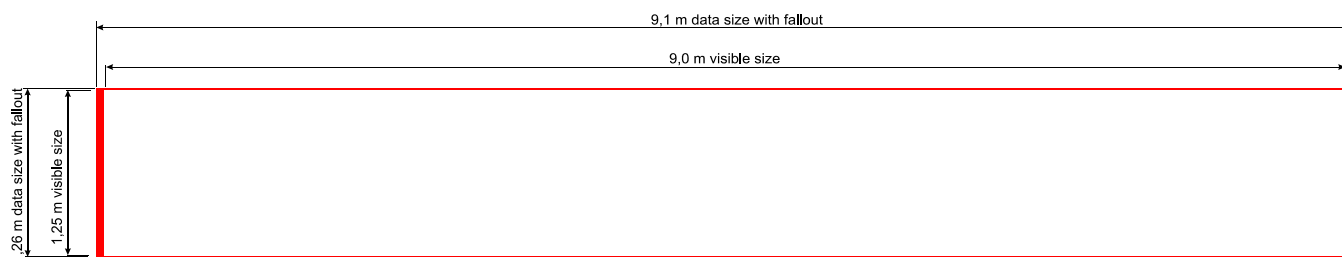 9,1 m data size with fallout
9,0 m visible size
,26 m data size with fallout
1,25 m visible size